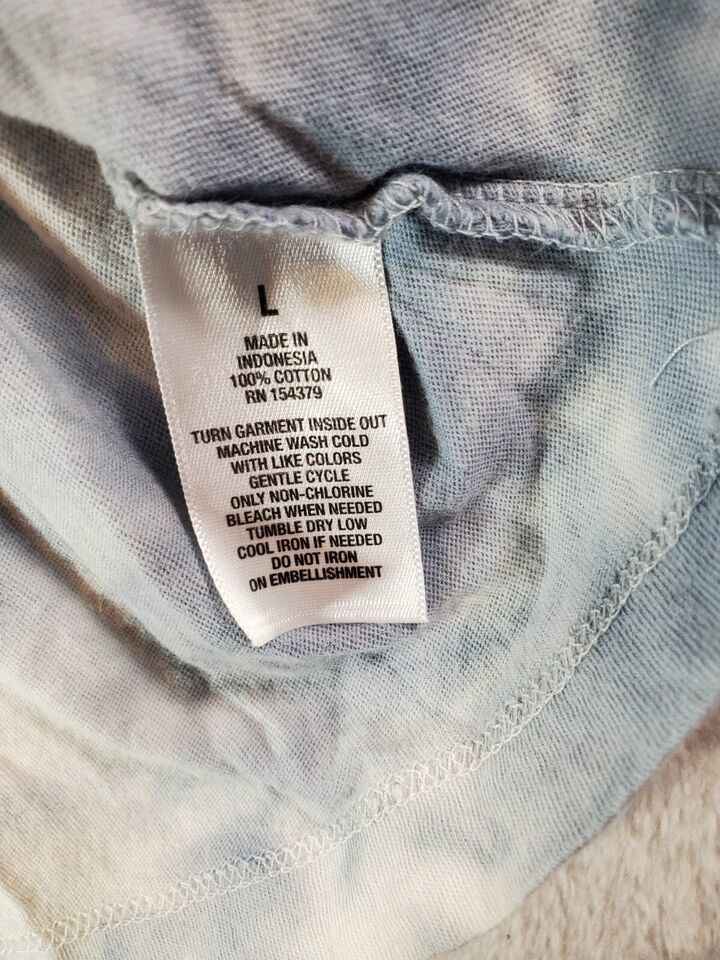 L
MADE IN
INDONESIA
100% COTTON
RN 154379
TURN GARMENT INSIDE OUT
MACHINE WASH COLD
WITH LIKE COLORS
GENTLE CYCLE
ONLY NON-CHLORINE
BLEACH WHEN NEEDED
TUMBLE DRY LOW
COOL IRON IF NEEDED
DO NOT IRON
ON EMBELLISHMENT